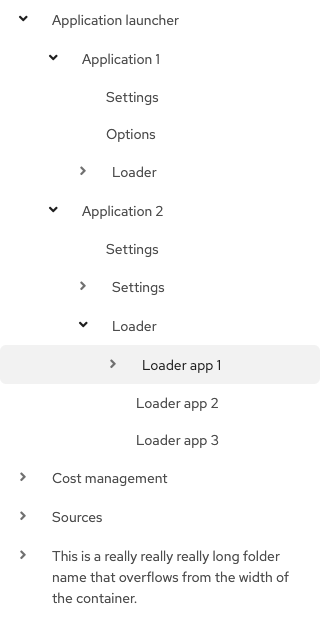 Application launcher
Application 1
Settings
Options
Loader
Application 2
Settings
Settings
Loader
Loader app 1
Loader app 2
Loader app 3
Cost management
Sources
This is a really really really long folder
name that overflows from the width of
the container.